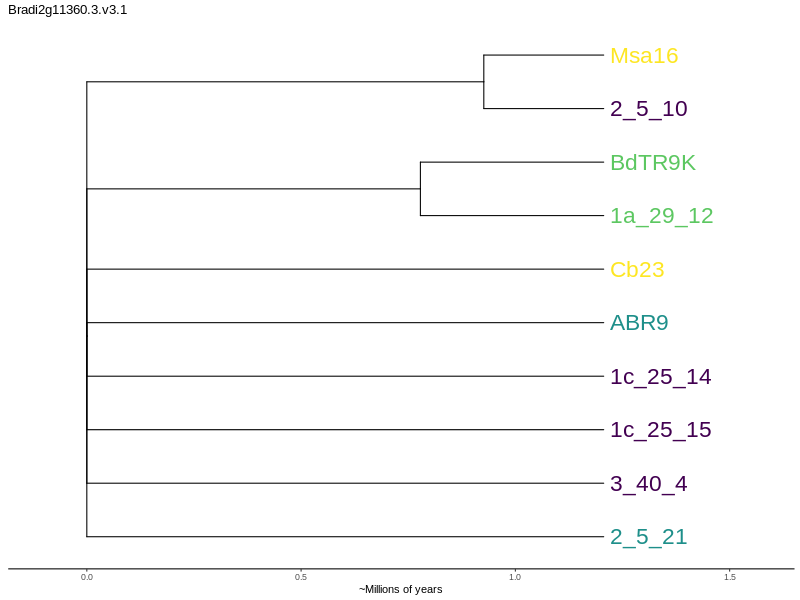 Bradi2g11360.3.v3.1
Msa16
2_5_10
BdTR9K
1a_29_12
Cb23
ABR9
1c_25_14
1c_25_15
3_40_4
2_5_21
0.0 0.5 1.0 1.5
~Millions of years